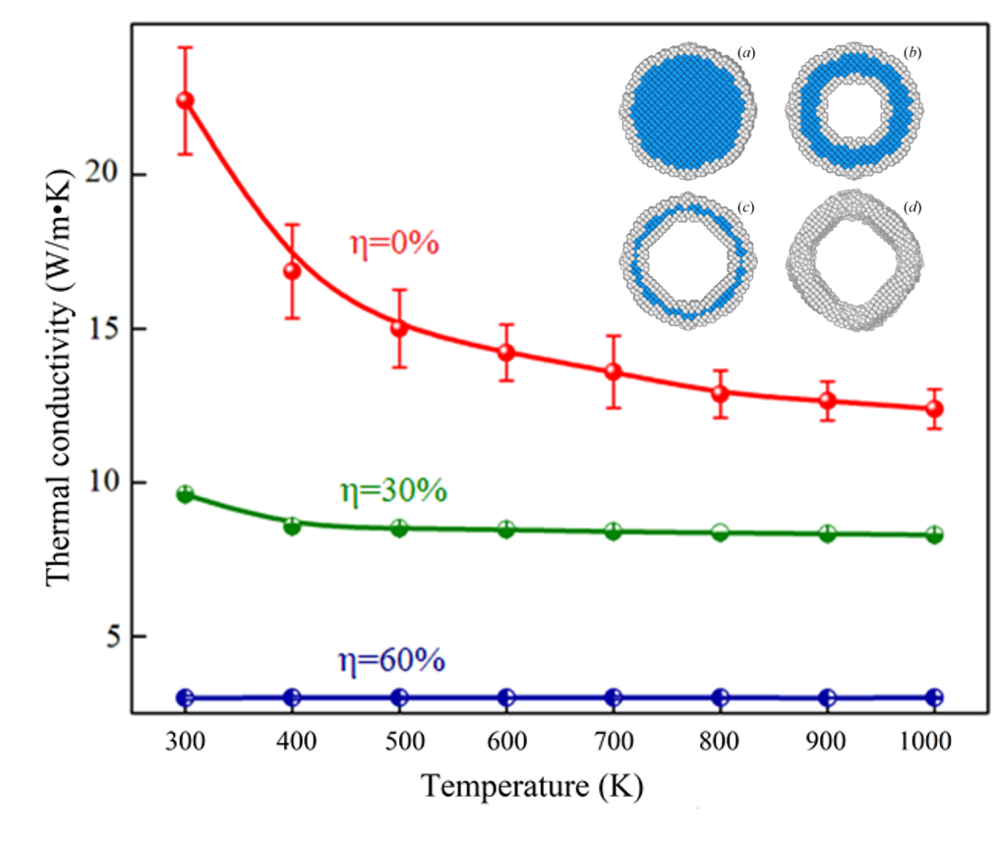 (a)
(b)
20
η=0%
(c)
(d)
15
Thermal conductivity (W/m•K)
10
η=30%
5
η=60%
300 400 500 600 700 800 900 1000
Temperature (K)